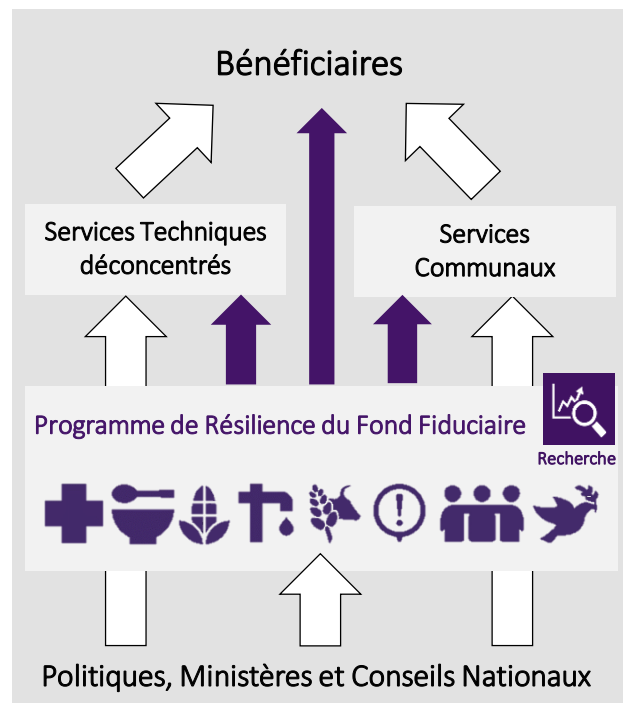 Bénéficiaires
Services Techniques
déconcentrés
Services
Communaux
Programme de Résilience du Fond Fiduciaire
Recherche
Politiques, Ministères et Conseils Nationaux